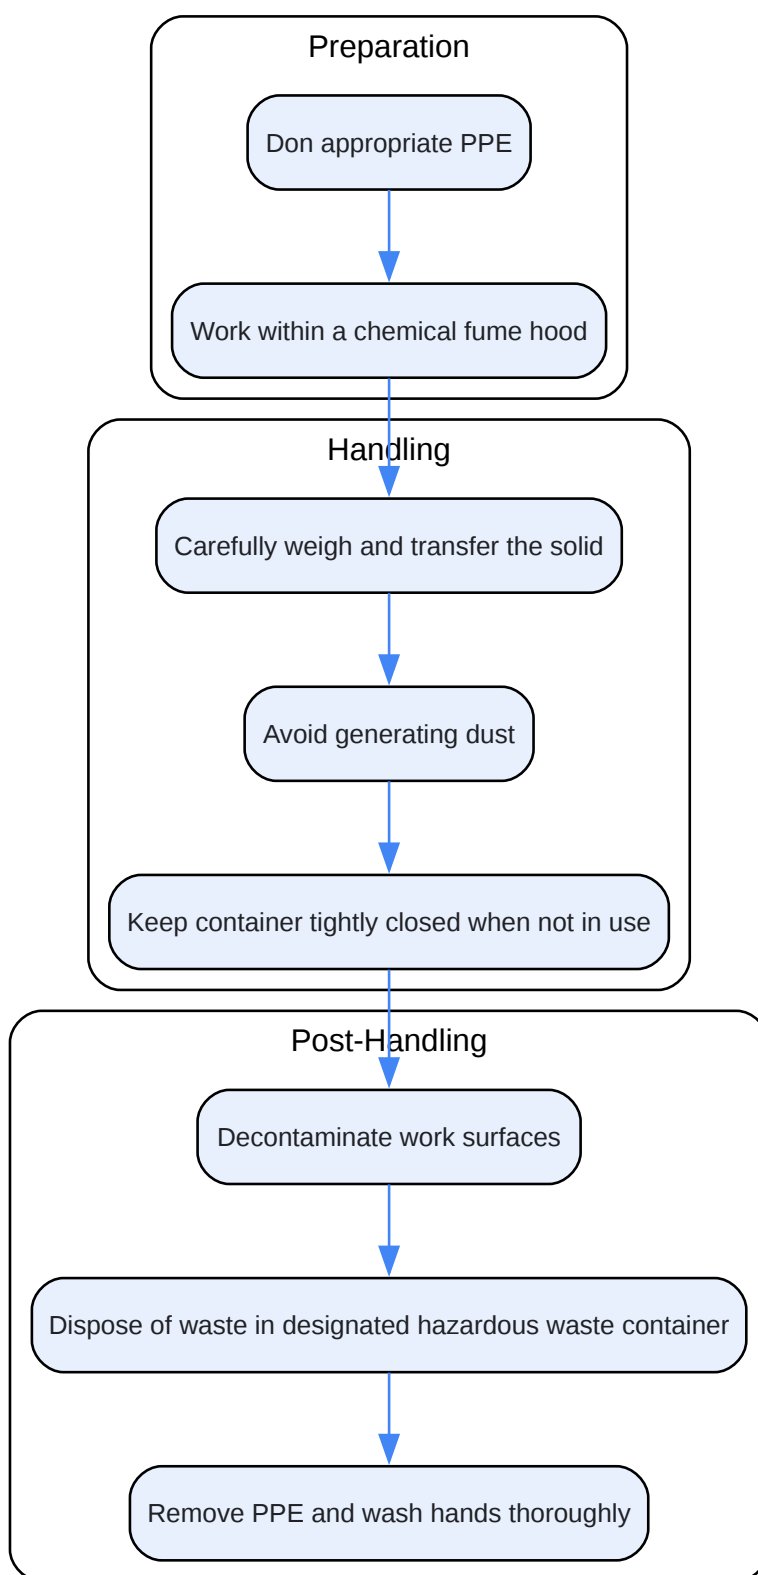 Preparation
Don appropriate PPE
Work within a chemical fume hood
Handling
Carefully weigh and transfer the solid
Avoid generating dust
Keep container tightly closed when not in use
Post-Handling
Decontaminate work surfaces
Dispose of waste in designated hazardous waste container
Remove PPE and wash hands thoroughly